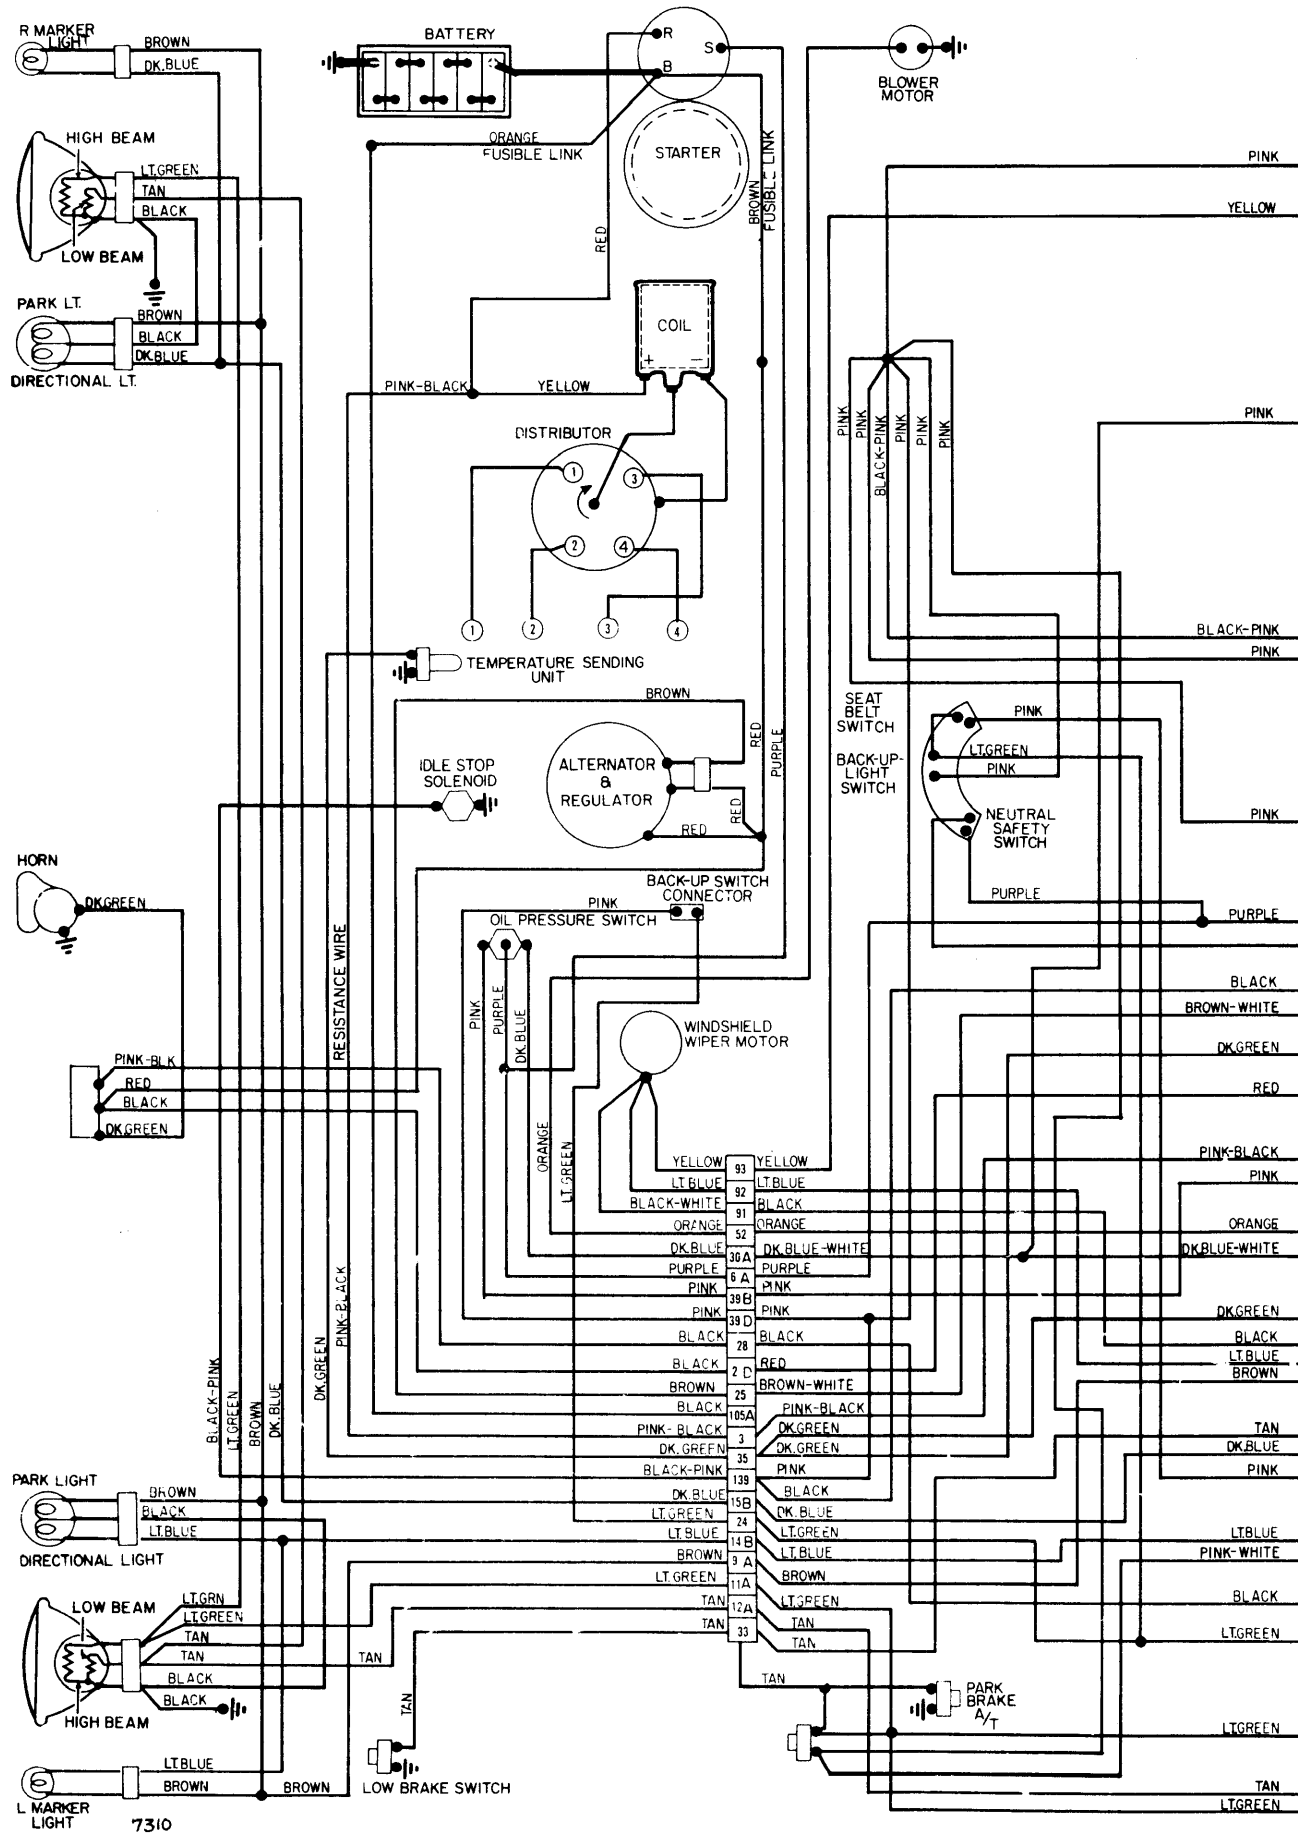 R MARKER
LIGHT
BROWN
DK.BLUE
BATTERY
R
S
B
BLOWER
MOTOR
ORANGE
FUSIBLE LINK
STARTER
BROWN
FUSIBLE LINK
HIGH BEAM
LT.GREEN
TAN
BLACK
LOW BEAM
PINK
YELLOW
RED
PARK LT.
BROWN
BLACK
DK.BLUE
DIRECTIONAL LT.
COIL
+
—
PINK-BLACK
YELLOW
DISTRIBUTOR
1
3
2
4
1
2
3
4
PINK
PINK
BLACK-PINK
PINK
PINK
PINK
PINK
TEMPERATURE SENDING
UNIT
BROWN
BLACK-PINK
PINK
SEAT
BELT
SWITCH
PINK
LT.GREEN
BACK-UP-
LIGHT
SWITCH
PINK
NEUTRAL
SAFETY
SWITCH
PINK
IDLE STOP
SOLENOID
ALTERNATOR
&
REGULATOR
RED
PURPLE
RED
RED
HORN
DK.GREEN
BACK-UP SWITCH
CONNECTOR
PINK
OIL PRESSURE SWITCH
PURPLE
PURPLE
RESISTANCE WIRE
PINK
PURPLE
DK.BLUE
WINDSHIELD
WIPER MOTOR
BLACK
BROWN-WHITE
DK.GREEN
RED
PINK-BLK
RED
BLACK
DK.GREEN
ORANGE
LT.GREEN
PINK-BLACK
PINK
ORANGE
DK.BLUE-WHITE
YELLOW 93 YELLOW
LT.BLUE 92 LT.BLUE
BLACK-WHITE 91 BLACK
ORANGE 52 ORANGE
DK.BLUE 30A DK.BLUE-WHITE
PURPLE 6A PURPLE
PINK 39B PINK
PINK 39D PINK
BLACK 28 BLACK
BLACK 2D RED
BROWN 25 BROWN-WHITE
BLACK 105A PINK-BLACK
PINK-BLACK 3 DK.GREEN
DK.GREEN 35 DK.GREEN
BLACK-PINK 139 PINK
BLACK
DK.BLUE 15B DK.BLUE
LT.GREEN 24 LT.GREEN
LT.BLUE 14B LT.BLUE
BROWN 9A BROWN
LT.GREEN 11A LT.GREEN
TAN 12A TAN
TAN 33 TAN
DK.GREEN
BLACK
LT.BLUE
BROWN
TAN
DK.BLUE
PINK
LT.BLUE
PINK-WHITE
BLACK
LT.GREEN
BLACK-PINK
LT.GREEN
BROWN
DK.BLUE
DK.GREEN
PINK-BLACK
PARK LIGHT
BROWN
BLACK
LT.BLUE
DIRECTIONAL LIGHT
LOW BEAM
LT.GRN
LT.GREEN
TAN
TAN
TAN
BLACK
BLACK
HIGH BEAM
TAN
TAN
PARK
BRAKE
A/T
LT.GREEN
LT.BLUE
BROWN
BROWN
LOW BRAKE SWITCH
TAN
LT.GREEN
L MARKER
LIGHT
7310